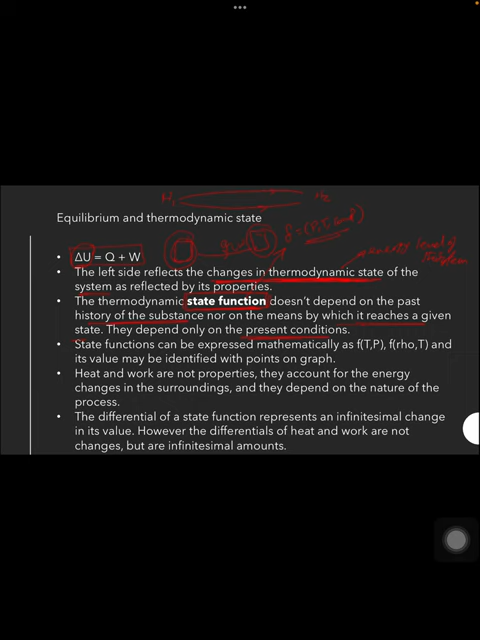 Equilibrium and thermodynamic state
• ΔU = Q + W
• The left side reflects the changes in thermodynamic state of the
system as reflected by its properties.
• The thermodynamic state function doesn't depend on the past
history of the substance nor on the means by which it reaches a given
state. They depend only on the present conditions.
• State functions can be expressed mathematically as f(T,P), f(rho,T) and
its value may be identified with points on graph.
• Heat and work are not properties, they account for the energy
changes in the surroundings, and they depend on the nature of the
process.
• The differential of a state function represents an infinitesimal change
in its value. However the differentials of heat and work are not
changes, but are infinitesimal amounts.
energy level of